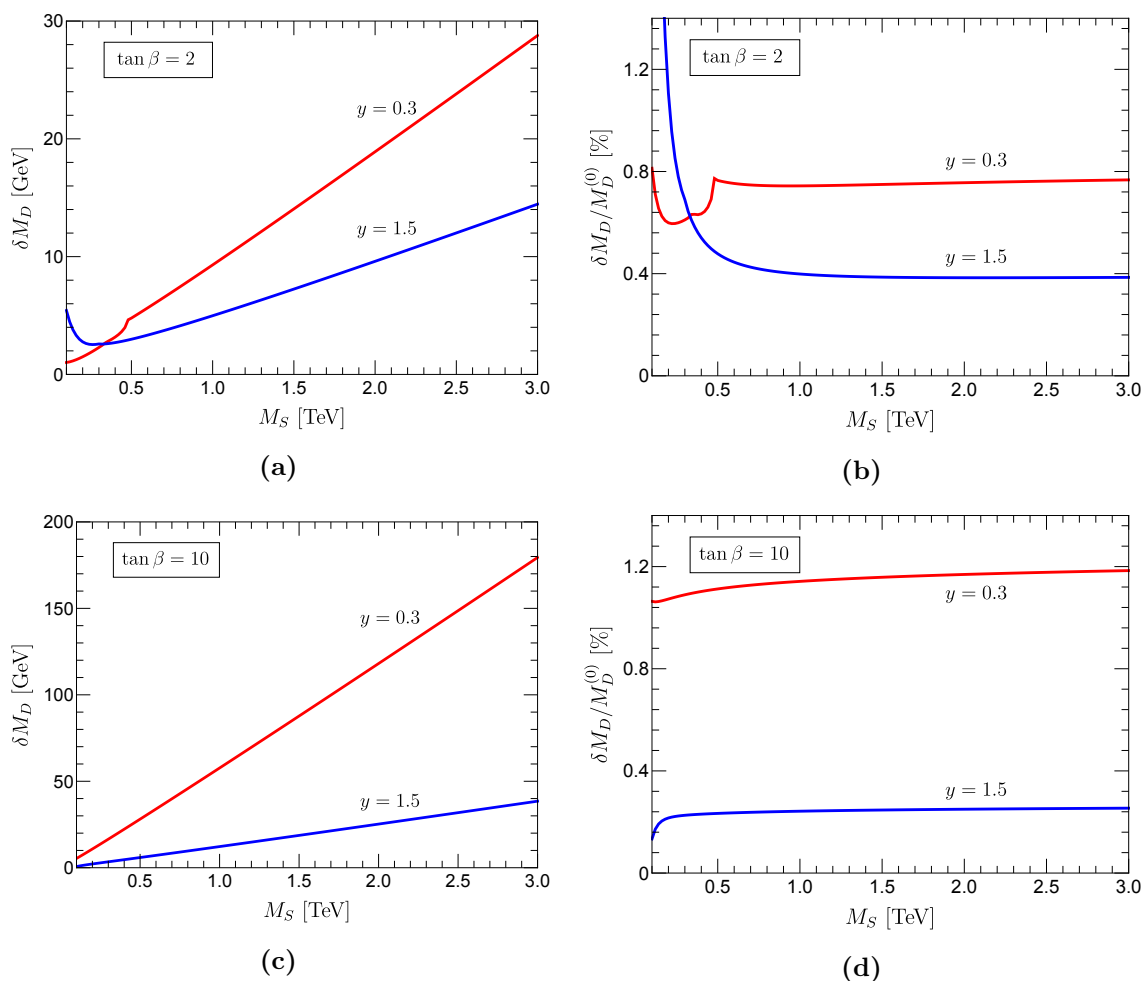 30
20
10
0
0.5 1.0 1.5 2.0 2.5 3.0
δM_D [GeV]
M_S [TeV]
tan β = 2
y = 0.3
y = 1.5
(a)
1.2
0.8
0.4
0
0.5 1.0 1.5 2.0 2.5 3.0
δM_D/M_D^(0) [%]
M_S [TeV]
tan β = 2
y = 0.3
y = 1.5
(b)
200
150
100
50
0
0.5 1.0 1.5 2.0 2.5 3.0
δM_D [GeV]
M_S [TeV]
tan β = 10
y = 0.3
y = 1.5
(c)
1.2
0.8
0.4
0
0.5 1.0 1.5 2.0 2.5 3.0
δM_D/M_D^(0) [%]
M_S [TeV]
tan β = 10
y = 0.3
y = 1.5
(d)